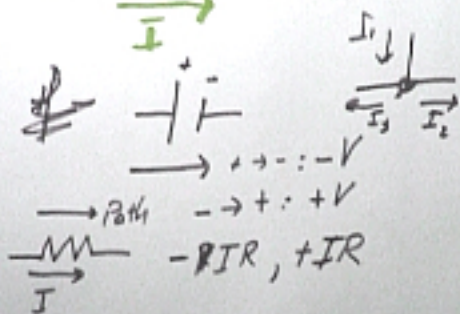 I
+ -
I₁
I₃ I₂
+ → - : -V
Path - → + : +V
-IR, +IR
I